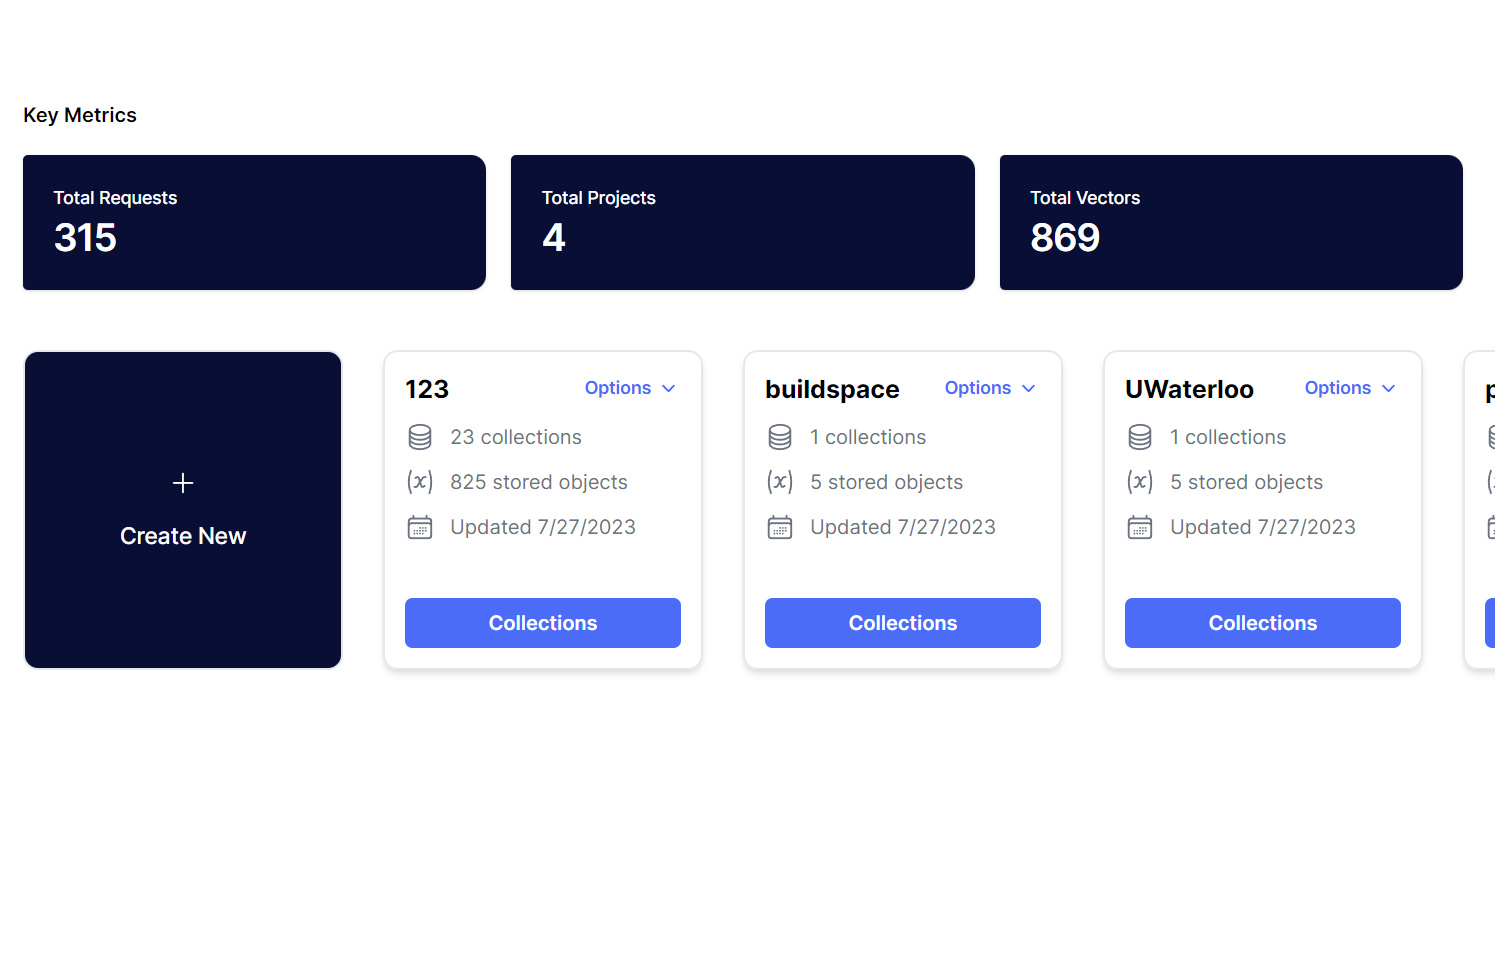 Key Metrics
Total Requests
315
Total Projects
4
Total Vectors
869
Create New
123
Options
23 collections
(x) 825 stored objects
Updated 7/27/2023
Collections
buildspace
Options
1 collections
(x) 5 stored objects
Updated 7/27/2023
Collections
UWaterloo
Options
1 collections
(x) 5 stored objects
Updated 7/27/2023
Collections